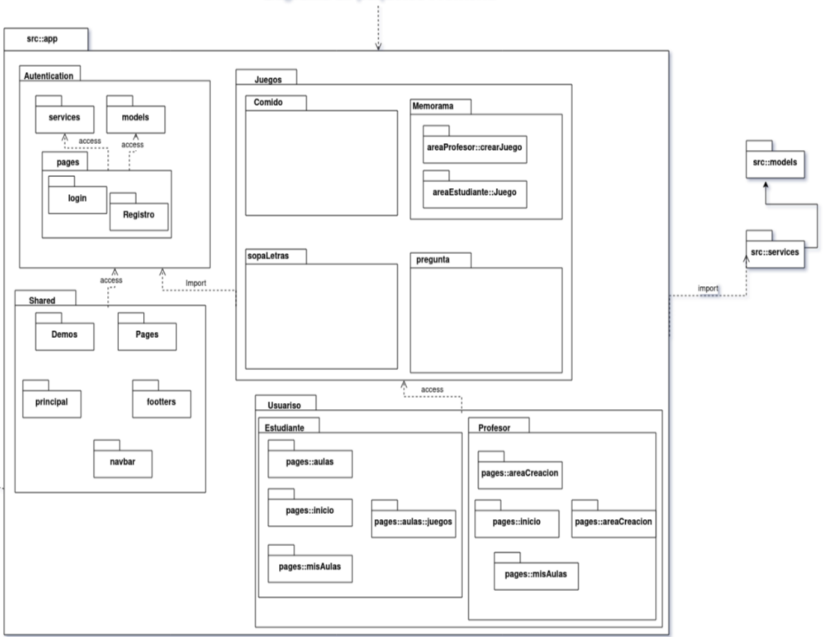 src::app
Autentication
services
models
access
access
pages
login
Registro
Juegos
Comido
Memorama
areaProfesor::crearJuego
areaEstudiante::Juego
sopaLetras
pregunta
access
Import
Shared
Demos
Pages
principal
footters
navbar
access
Usuariso
Estudiante
pages::aulas
pages::inicio
pages::aulas::juegos
pages::misAulas
Profesor
pages::areaCreacion
pages::inicio
pages::areaCreacion
pages::misAulas
src::models
src::services
import